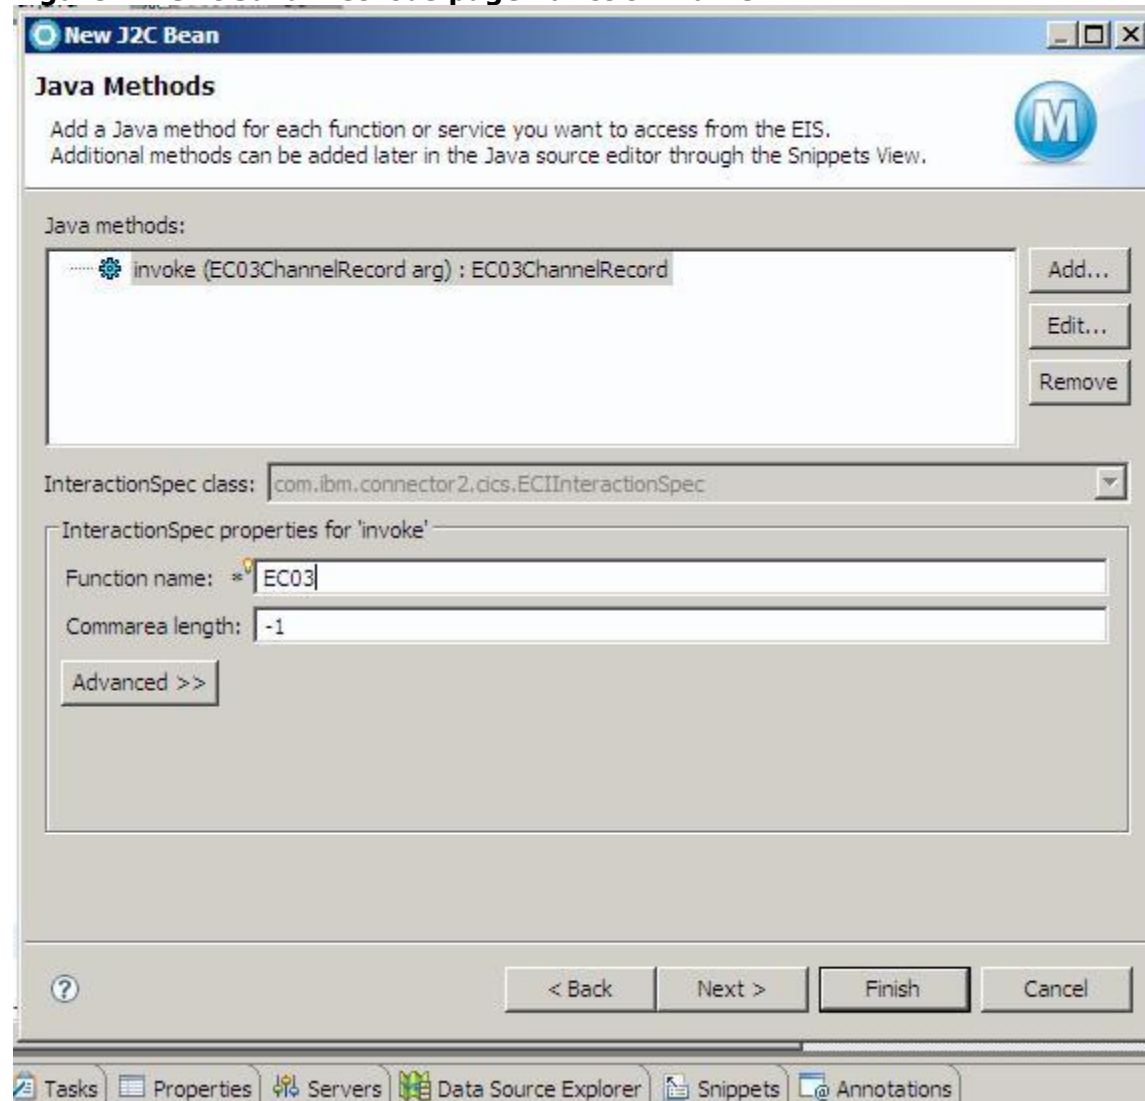 New J2C Bean
Java Methods
Add a Java method for each function or service you want to access from the EIS.
Additional methods can be added later in the Java source editor through the Snippets View.
M
Java methods:
invoke (EC03ChannelRecord arg) : EC03ChannelRecord
Add...
Edit...
Remove
InteractionSpec class: com.ibm.connector2.cics.ECIInteractionSpec
InteractionSpec properties for 'invoke'
Function name: * EC03
Commarea length: -1
Advanced >>
? < Back Next > Finish Cancel
Tasks Properties Servers Data Source Explorer Snippets @ Annotations